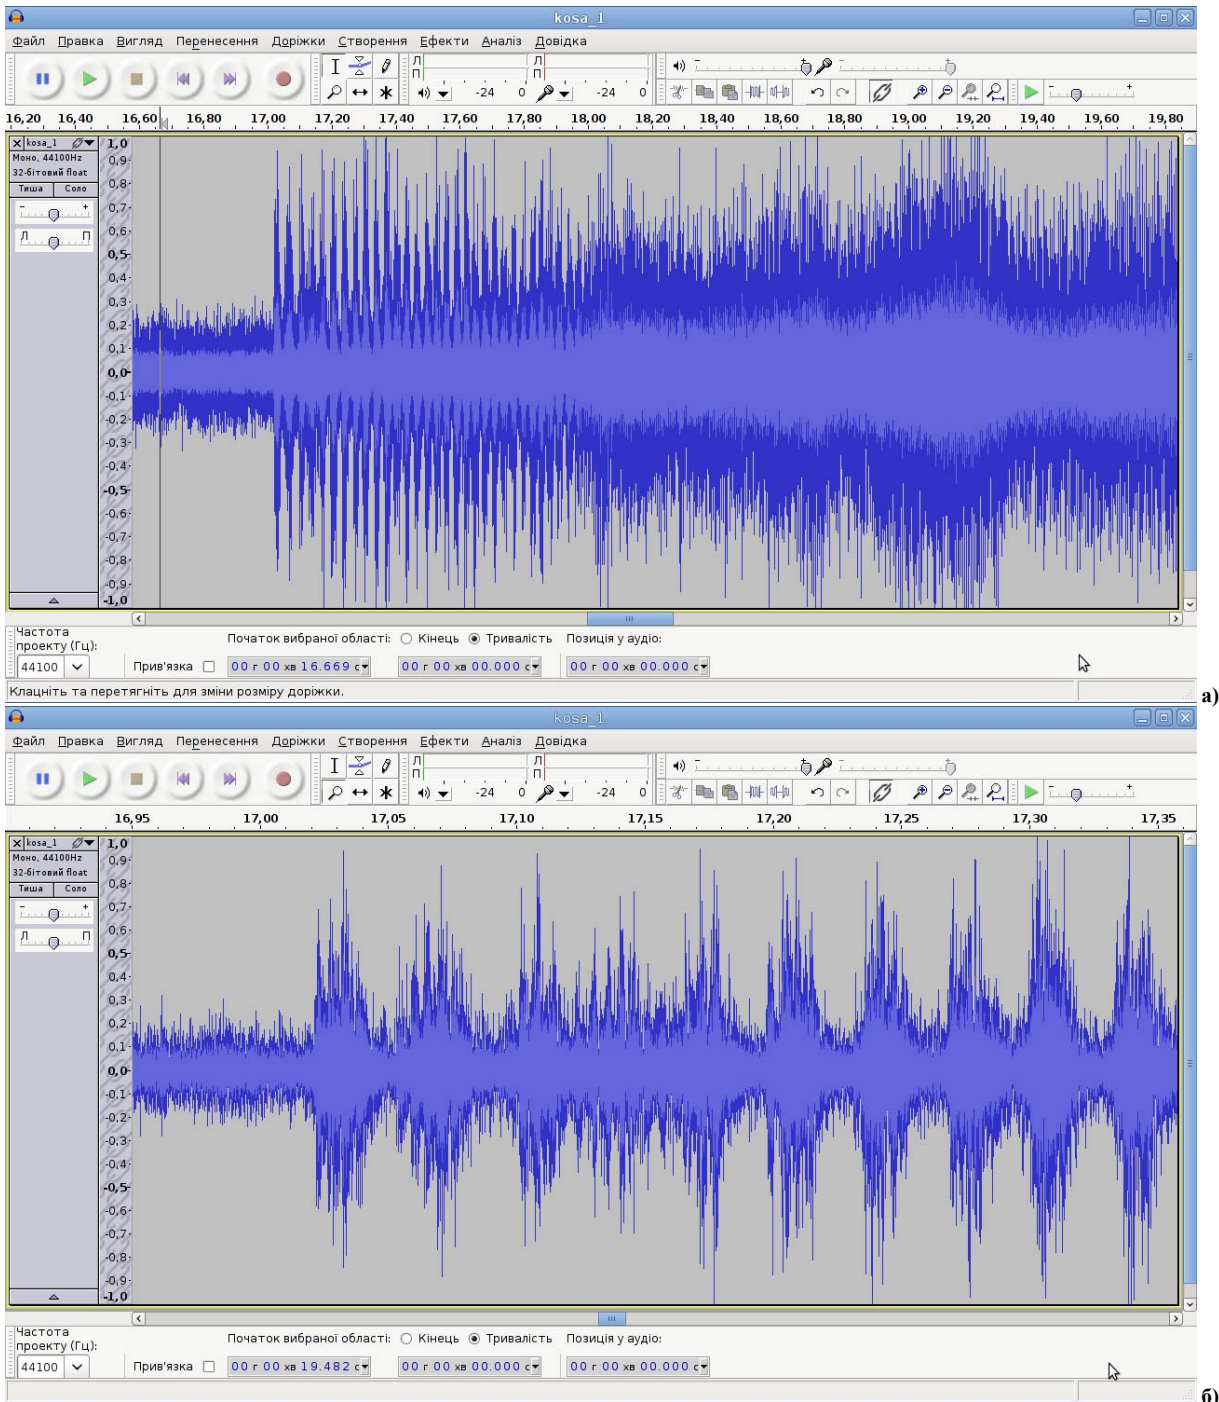 kosa_1
Файл Правка Вигляд Перенесення Доріжки Створення Ефекти Аналіз Довідка
Л Л
П П
-24 0 -24 0
16,20 16,40 16,60 16,80 17,00 17,20 17,40 17,60 17,80 18,00 18,20 18,40 18,60 18,80 19,00 19,20 19,40 19,60 19,80
kosa_1
Моно, 44100Hz
32-бітовий float
Тиша Соло
- +
Л П
1,0
0,9
0,8
0,7
0,6
0,5
0,4
0,3
0,2
0,1
0,0
-0,1
-0,2
-0,3
-0,4
-0,5
-0,6
-0,7
-0,8
-0,9
-1,0
Частота
проекту (Гц):
Початок вибраної області: Кінець Тривалість Позиція у аудіо:
44100 Прив'язка 00 г 00 хв 16.669 с 00 г 00 хв 00.000 с 00 г 00 хв 00.000 с
Клацніть та перетягніть для зміни розміру доріжки.
а)
kosa_1
Файл Правка Вигляд Перенесення Доріжки Створення Ефекти Аналіз Довідка
Л Л
П П
-24 0 -24 0
16,95 17,00 17,05 17,10 17,15 17,20 17,25 17,30 17,35
kosa_1
Моно, 44100Hz
32-бітовий float
Тиша Соло
- +
Л П
1,0
0,9
0,8
0,7
0,6
0,5
0,4
0,3
0,2
0,1
0,0
-0,1
-0,2
-0,3
-0,4
-0,5
-0,6
-0,7
-0,8
-0,9
-1,0
Частота
проекту (Гц):
Початок вибраної області: Кінець Тривалість Позиція у аудіо:
44100 Прив'язка 00 г 00 хв 19.482 с 00 г 00 хв 00.000 с 00 г 00 хв 00.000 с
б)